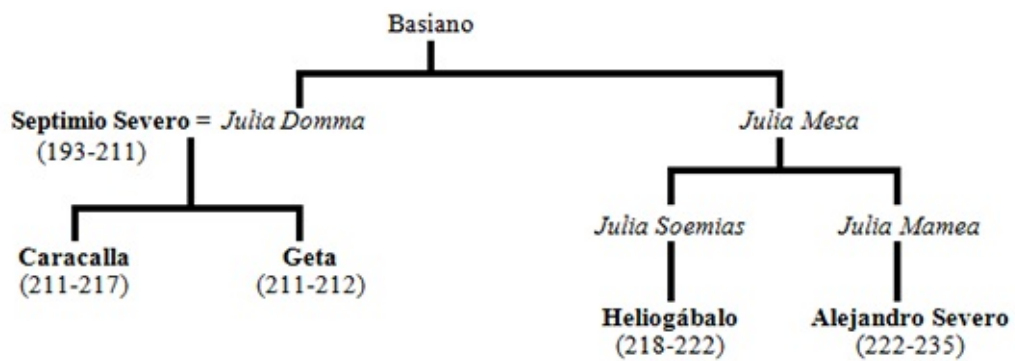 Basiano
Septimio Severo = Julia Domma
(193-211)
Julia Mesa
Julia Soemias
Julia Mamea
Caracalla
(211-217)
Geta
(211-212)
Heliogábalo
(218-222)
Alejandro Severo
(222-235)